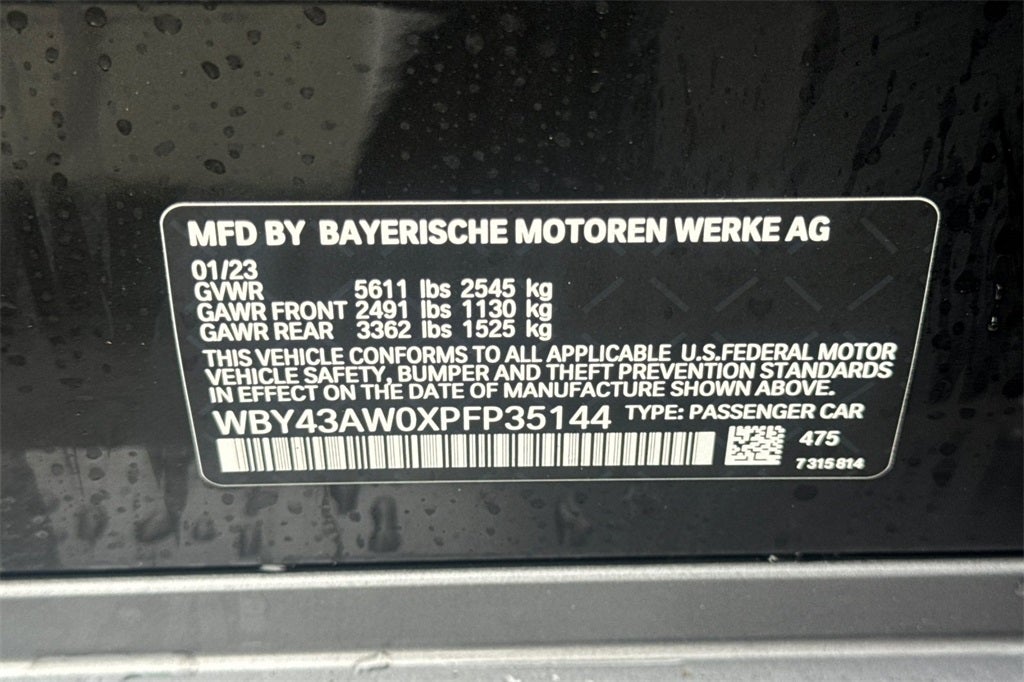 MFD BY BAYERISCHE MOTOREN WERKE AG
01/23
GVWR 5611 lbs 2545 kg
GAWR FRONT 2491 lbs 1130 kg
GAWR REAR 3362 lbs 1525 kg
THIS VEHICLE CONFORMS TO ALL APPLICABLE U.S.FEDERAL MOTOR
VEHICLE SAFETY, BUMPER AND THEFT PREVENTION STANDARDS
IN EFFECT ON THE DATE OF MANUFACTURE SHOWN ABOVE.
WBY43AW0XPFP35144 TYPE: PASSENGER CAR
475
7315814